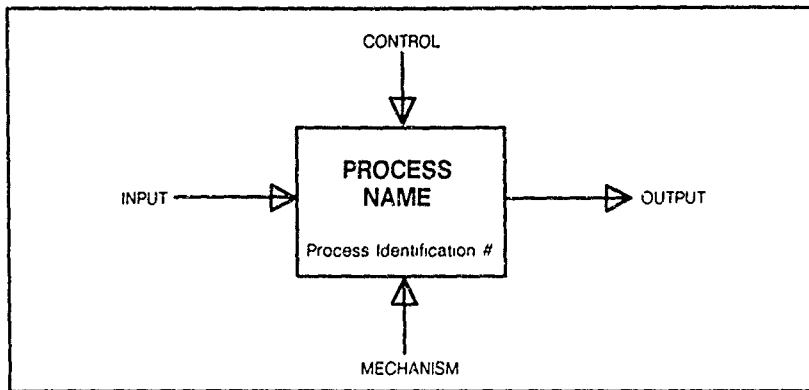 CONTROL
PROCESS
NAME
INPUT
OUTPUT
Process Identification #
MECHANISM